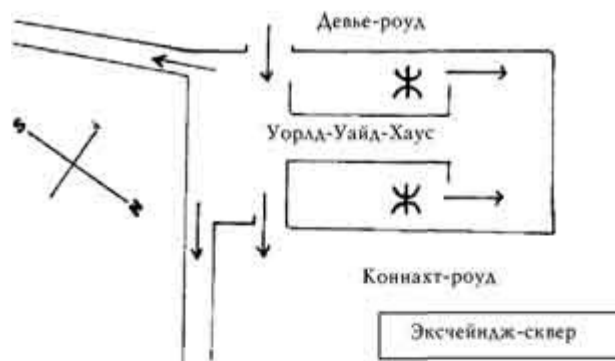 Девье-роуд
Уорлд-Уайд-Хаус
S
N
Коннахт-роуд
Эксчейндж-сквер